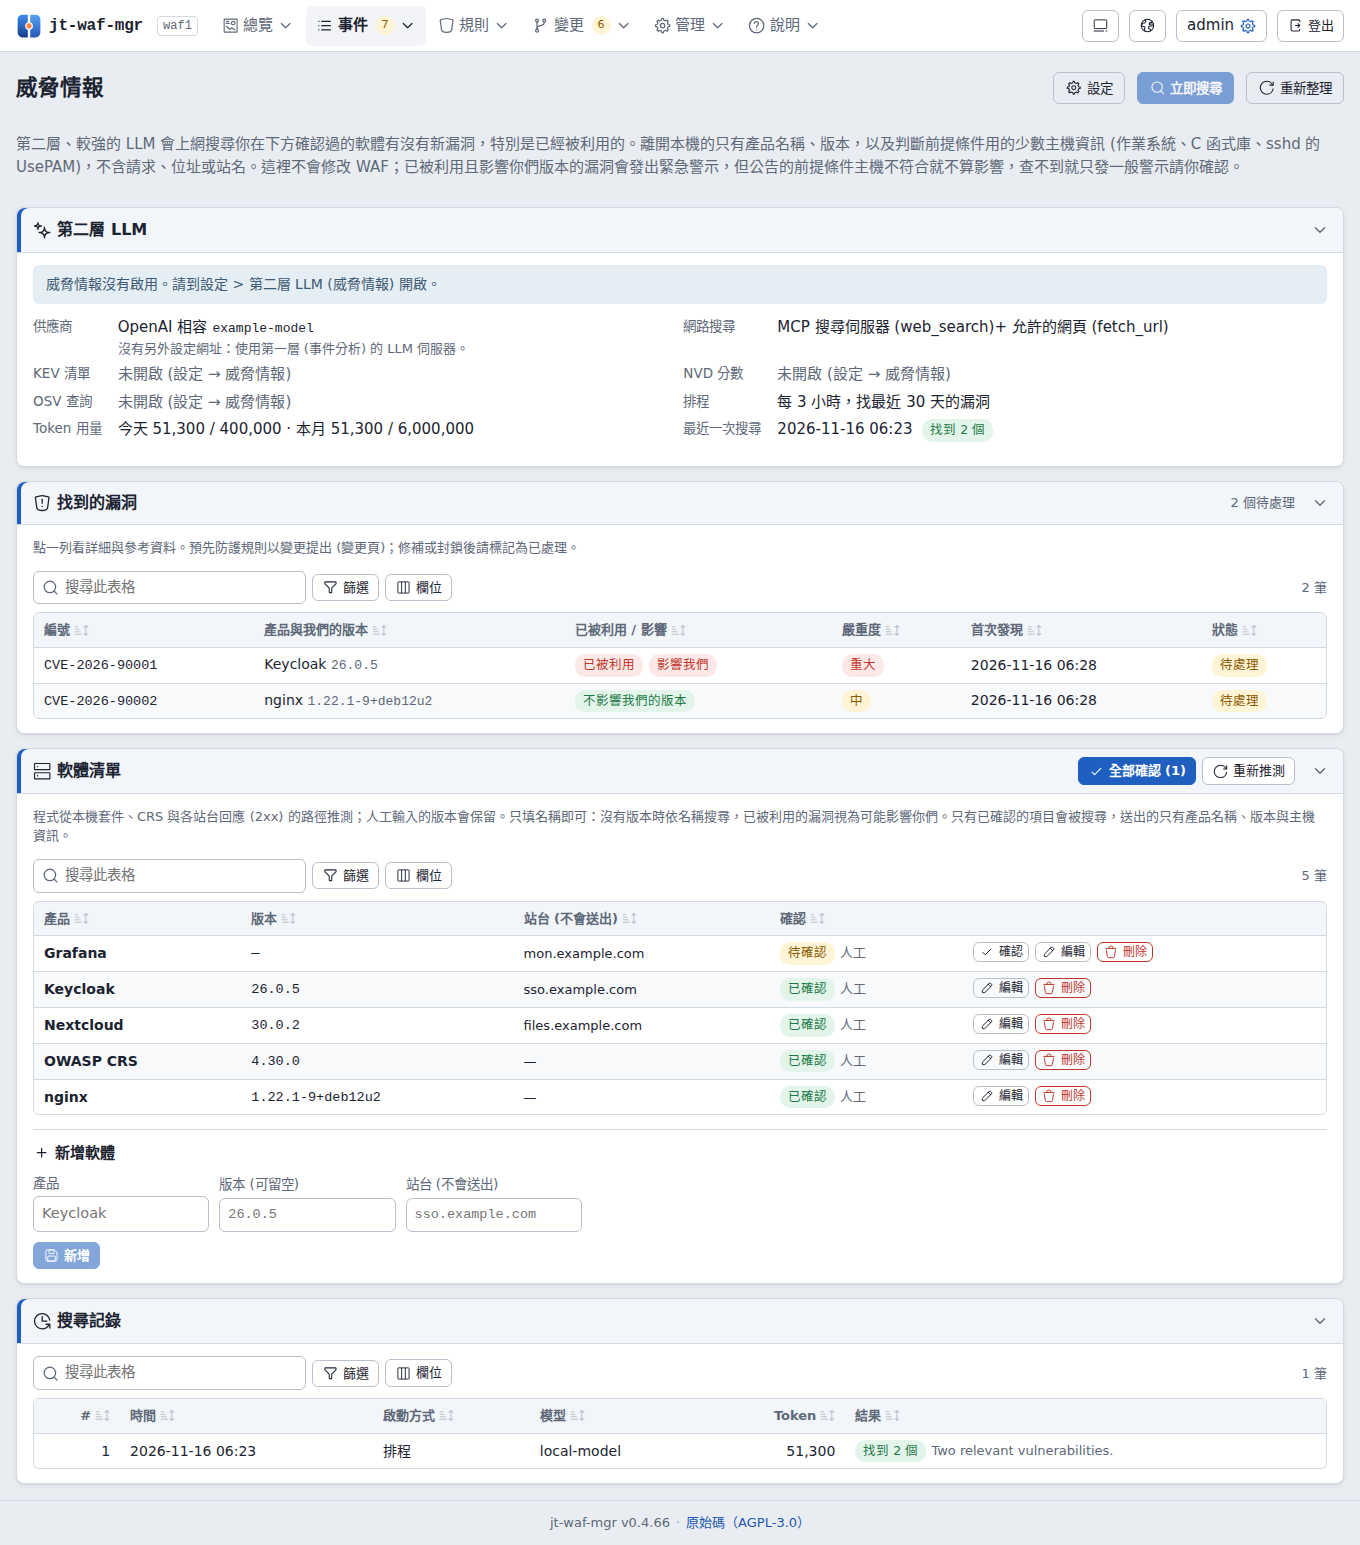 jt-waf-mgr waf1 總覽 事件 7 規則 變更 6 管理 說明 admin 登出
威脅情報 設定 立即搜尋 重新整理
第二層、較強的 LLM 會上網搜尋你在下方確認過的軟體有沒有新漏洞，特別是已經被利用的。離開本機的只有產品名稱、版本，以及判斷前提條件用的少數主機資訊 (作業系統、C 函式庫、sshd 的
UsePAM)，不含請求、位址或站名。這裡不會修改 WAF；已被利用且影響你們版本的漏洞會發出緊急警示，但公告的前提條件主機不符合就不算影響，查不到就只發一般警示請你確認。
第二層 LLM
威脅情報沒有啟用。請到設定 > 第二層 LLM (威脅情報) 開啟。
供應商 OpenAI 相容 example-model 網路搜尋 MCP 搜尋伺服器 (web_search)+ 允許的網頁 (fetch_url)
沒有另外設定網址：使用第一層 (事件分析) 的 LLM 伺服器。
KEV 清單 未開啟 (設定 → 威脅情報) NVD 分數 未開啟 (設定 → 威脅情報)
OSV 查詢 未開啟 (設定 → 威脅情報) 排程 每 3 小時，找最近 30 天的漏洞
Token 用量 今天 51,300 / 400,000 · 本月 51,300 / 6,000,000 最近一次搜尋 2026-11-16 06:23 找到 2 個
找到的漏洞 2 個待處理
點一列看詳細與參考資料。預先防護規則以變更提出 (變更頁)；修補或封鎖後請標記為已處理。
搜尋此表格 篩選 欄位 2 筆
編號 產品與我們的版本 已被利用 / 影響 嚴重度 首次發現 狀態
CVE-2026-90001 Keycloak 26.0.5 已被利用 影響我們 重大 2026-11-16 06:28 待處理
CVE-2026-90002 nginx 1.22.1-9+deb12u2 不影響我們的版本 中 2026-11-16 06:28 待處理
軟體清單 全部確認 (1) 重新推測
程式從本機套件、CRS 與各站台回應 (2xx) 的路徑推測；人工輸入的版本會保留。只填名稱即可：沒有版本時依名稱搜尋，已被利用的漏洞視為可能影響你們。只有已確認的項目會被搜尋，送出的只有產品名稱、版本與主機
資訊。
搜尋此表格 篩選 欄位 5 筆
產品 版本 站台 (不會送出) 確認
Grafana — mon.example.com 待確認 人工 確認 編輯 刪除
Keycloak 26.0.5 sso.example.com 已確認 人工 編輯 刪除
Nextcloud 30.0.2 files.example.com 已確認 人工 編輯 刪除
OWASP CRS 4.30.0 — 已確認 人工 編輯 刪除
nginx 1.22.1-9+deb12u2 — 已確認 人工 編輯 刪除
新增軟體
產品 版本 (可留空) 站台 (不會送出)
Keycloak 26.0.5 sso.example.com
新增
搜尋記錄
搜尋此表格 篩選 欄位 1 筆
# 時間 啟動方式 模型 Token 結果
1 2026-11-16 06:23 排程 local-model 51,300 找到 2 個 Two relevant vulnerabilities.
jt-waf-mgr v0.4.66 · 原始碼（AGPL-3.0）